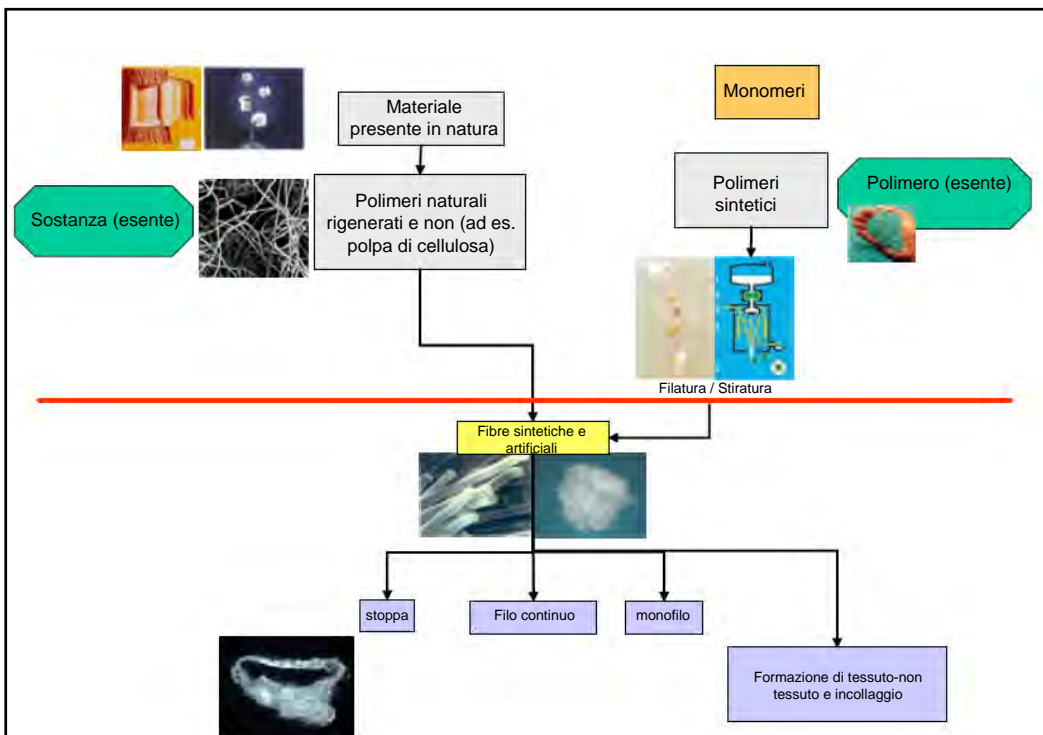 Monomeri
Materiale
presente in natura
Sostanza (esente)
Polimeri naturali
rigenerati e non (ad es.
polpa di cellulosa)
Polimeri
sintetici
Polimero (esente)
Filatura / Stiratura
Fibre sintetiche e
artificiali
stoppa
Filo continuo
monofilo
Formazione di tessuto-non
tessuto e incollaggio